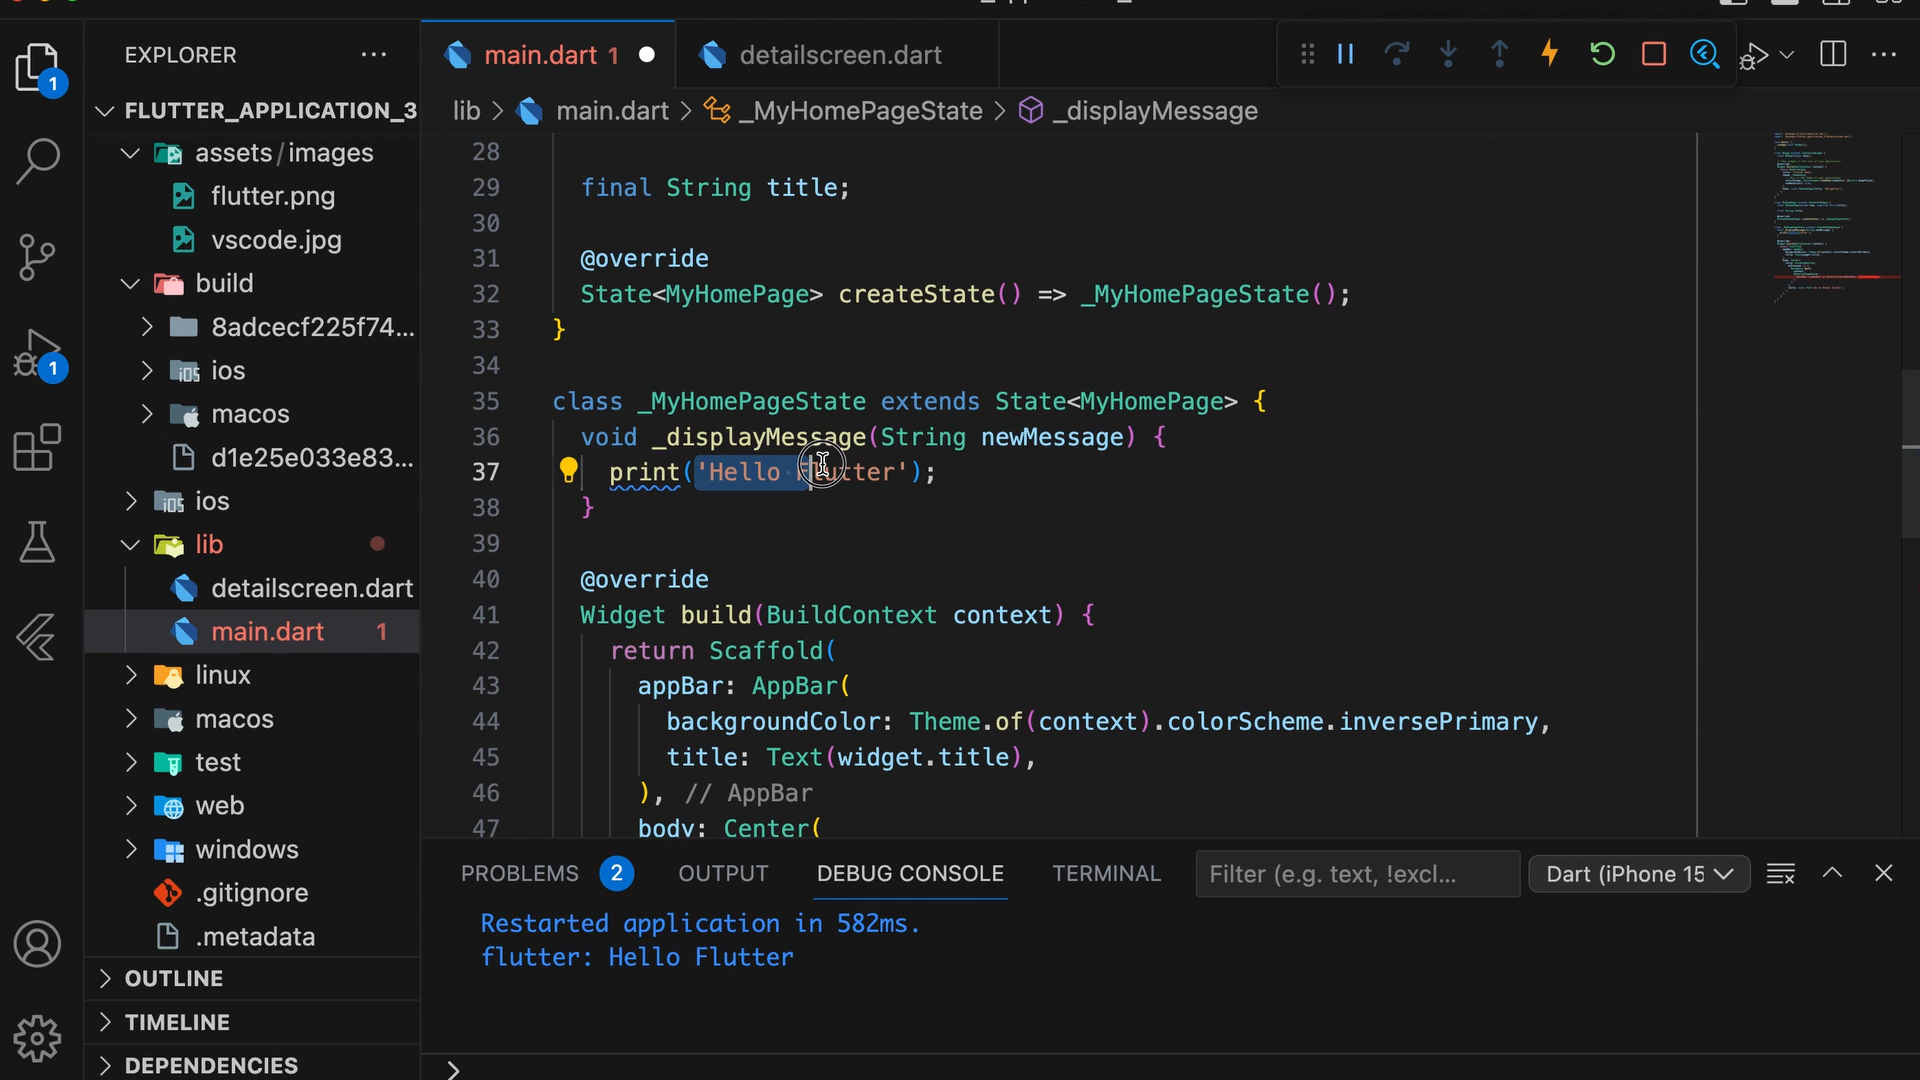 EXPLORER
1
FLUTTER_APPLICATION_3
assets/images
flutter.png
vscode.jpg
build
8adcecf225f74...
ios
macos
d1e25e033e83...
ios
lib
detailscreen.dart
main.dart 1
linux
macos
test
web
windows
.gitignore
.metadata
OUTLINE
TIMELINE
DEPENDENCIES
1
main.dart 1
detailscreen.dart
lib > main.dart > _MyHomePageState > _displayMessage
28
29 final String title;
30
31 @override
32 State<MyHomePage> createState() => _MyHomePageState();
33 }
34
35 class _MyHomePageState extends State<MyHomePage> {
36 void _displayMessage(String newMessage) {
37 print('Hello Flutter');
38 }
39
40 @override
41 Widget build(BuildContext context) {
42 return Scaffold(
43 appBar: AppBar(
44 backgroundColor: Theme.of(context).colorScheme.inversePrimary,
45 title: Text(widget.title),
46 ), // AppBar
47 body: Center(
PROBLEMS 2 OUTPUT DEBUG CONSOLE TERMINAL Filter (e.g. text, !excl... Dart (iPhone 15
Restarted application in 582ms.
flutter: Hello Flutter